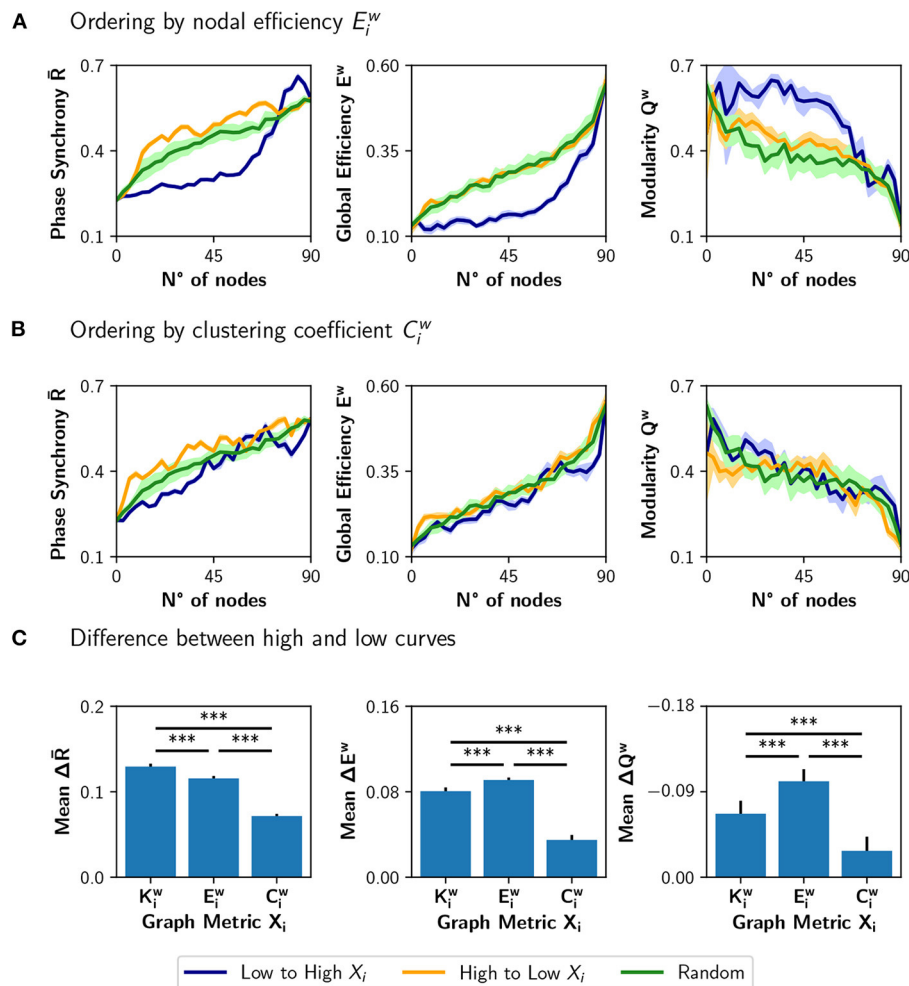 A Ordering by nodal efficiency E_i^w
Phase Synchrony R̄
0.7
0.4
0.1
0 45 90
N° of nodes
Global Efficiency E^w
0.60
0.35
0.10
0 45 90
N° of nodes
Modularity Q^w
0.7
0.4
0.1
0 45 90
N° of nodes
B Ordering by clustering coefficient C_i^w
Phase Synchrony R̄
0.7
0.4
0.1
0 45 90
N° of nodes
Global Efficiency E^w
0.60
0.35
0.10
0 45 90
N° of nodes
Modularity Q^w
0.7
0.4
0.1
0 45 90
N° of nodes
C Difference between high and low curves
Mean ΔR̄
0.2
0.1
0.0
***
*** ***
K_i^w E_i^w C_i^w
Graph Metric X_i
Mean ΔE^w
0.16
0.08
0.00
***
*** ***
K_i^w E_i^w C_i^w
Graph Metric X_i
Mean ΔQ^w
−0.18
−0.09
0.00
***
*** ***
K_i^w E_i^w C_i^w
Graph Metric X_i
Low to High X_i High to Low X_i Random